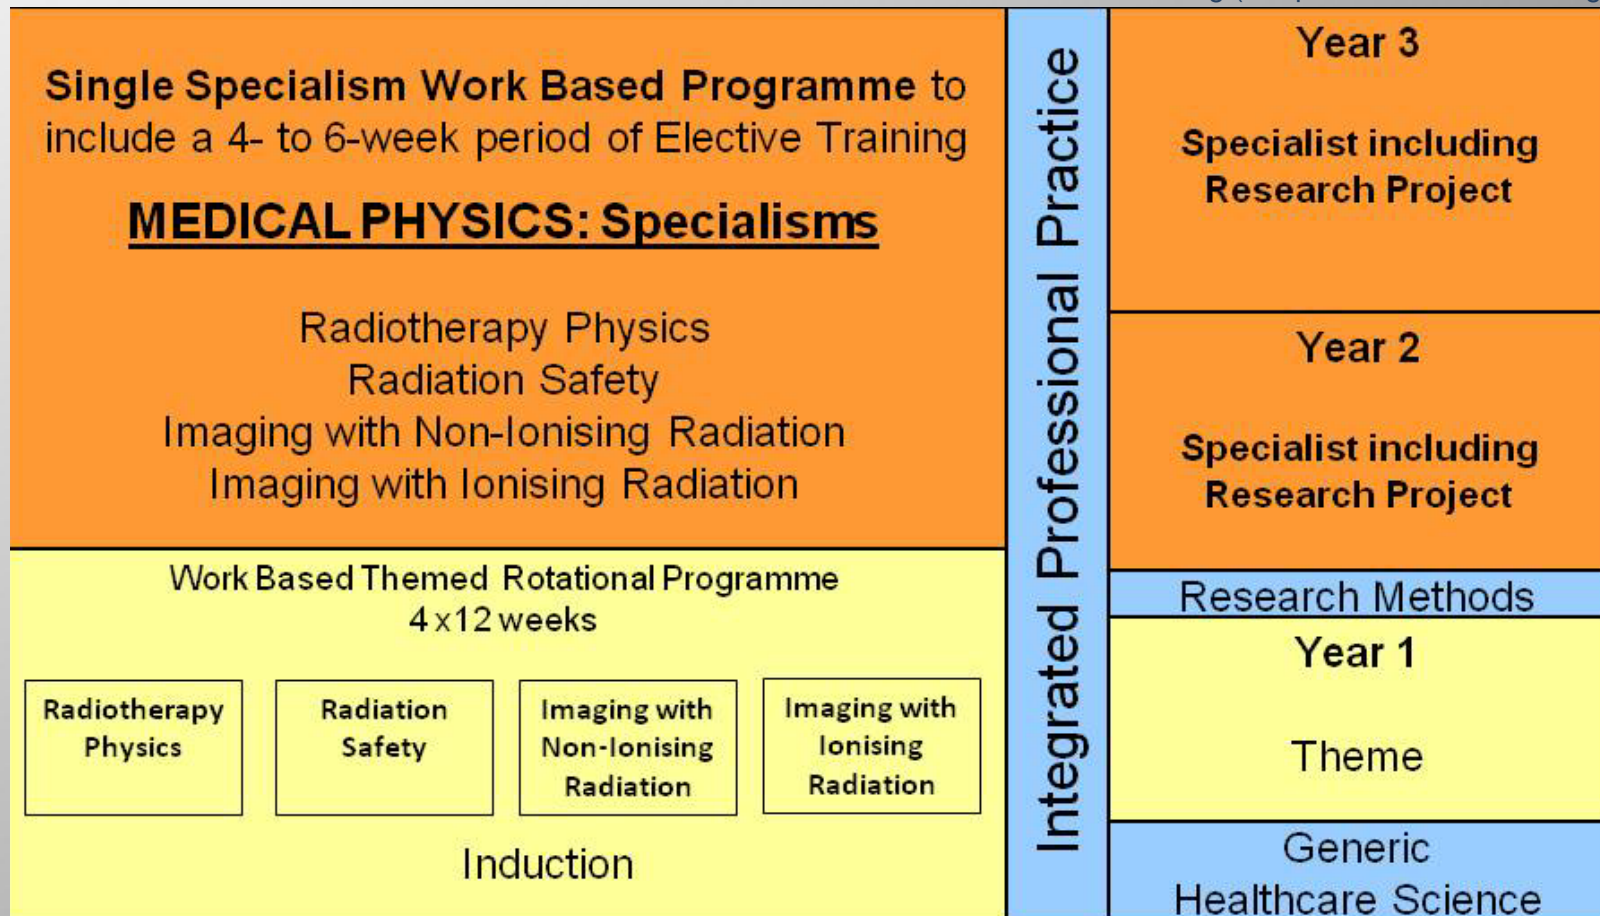 Single Specialism Work Based Programme to
include a 4- to 6-week period of Elective Training
MEDICAL PHYSICS: Specialisms
Radiotherapy Physics
Radiation Safety
Imaging with Non-Ionising Radiation
Imaging with Ionising Radiation
Work Based Themed Rotational Programme
4 x12 weeks
Radiotherapy
Physics
Radiation
Safety
Imaging with
Non-Ionising
Radiation
Imaging with
Ionising
Radiation
Induction
Integrated Professional Practice
Year 3
Specialist including
Research Project
Year 2
Specialist including
Research Project
Research Methods
Year 1
Theme
Generic
Healthcare Science